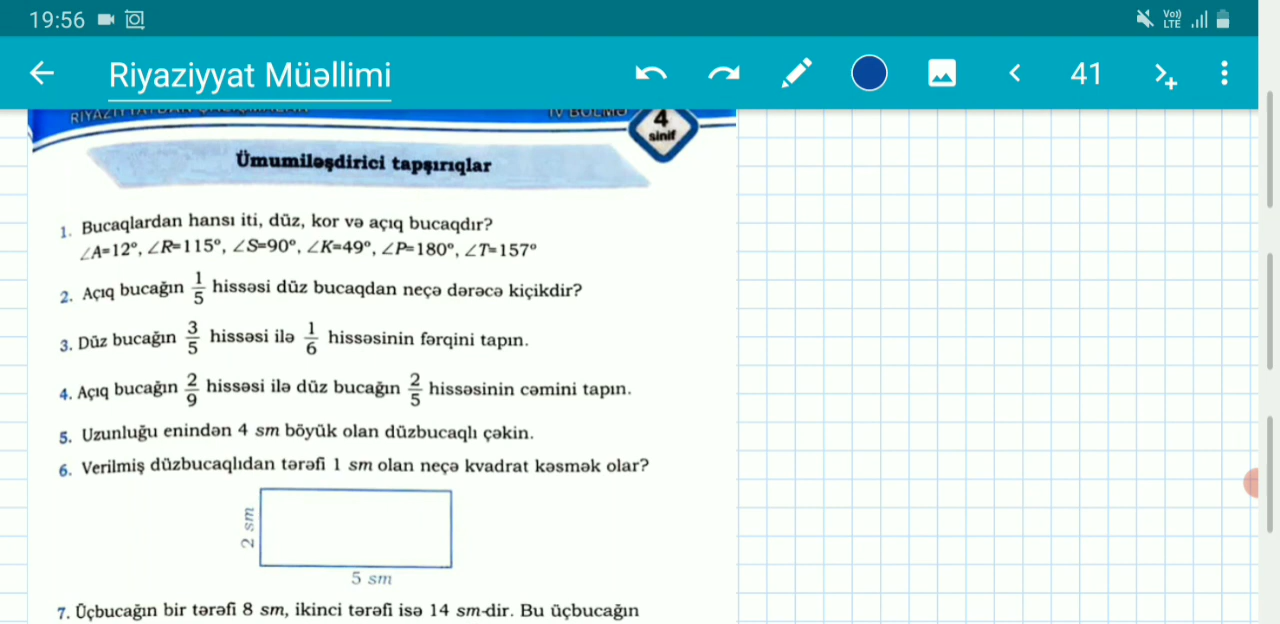 19:56 Vo)) LTE
Riyaziyyat Müəllimi 41
IV BÖLMƏ 4
sinif
Ümumiləşdirici tapşırıqlar
1. Bucaqlardan hansı iti, düz, kor və açıq bucaqdır?
∠A=12°, ∠R=115°, ∠S=90°, ∠K=49°, ∠P=180°, ∠T=157°
2. Açıq bucağın 1/5 hissəsi düz bucaqdan neçə dərəcə kiçikdir?
3. Düz bucağın 3/5 hissəsi ilə 1/6 hissəsinin fərqini tapın.
4. Açıq bucağın 2/9 hissəsi ilə düz bucağın 2/5 hissəsinin cəmini tapın.
5. Uzunluğu enindən 4 sm böyük olan düzbucaqlı çəkin.
6. Verilmiş düzbucaqlıdan tərəfi 1 sm olan neçə kvadrat kəsmək olar?
2 sm
5 sm
7. Üçbucağın bir tərəfi 8 sm, ikinci tərəfi isə 14 sm-dir. Bu üçbucağın